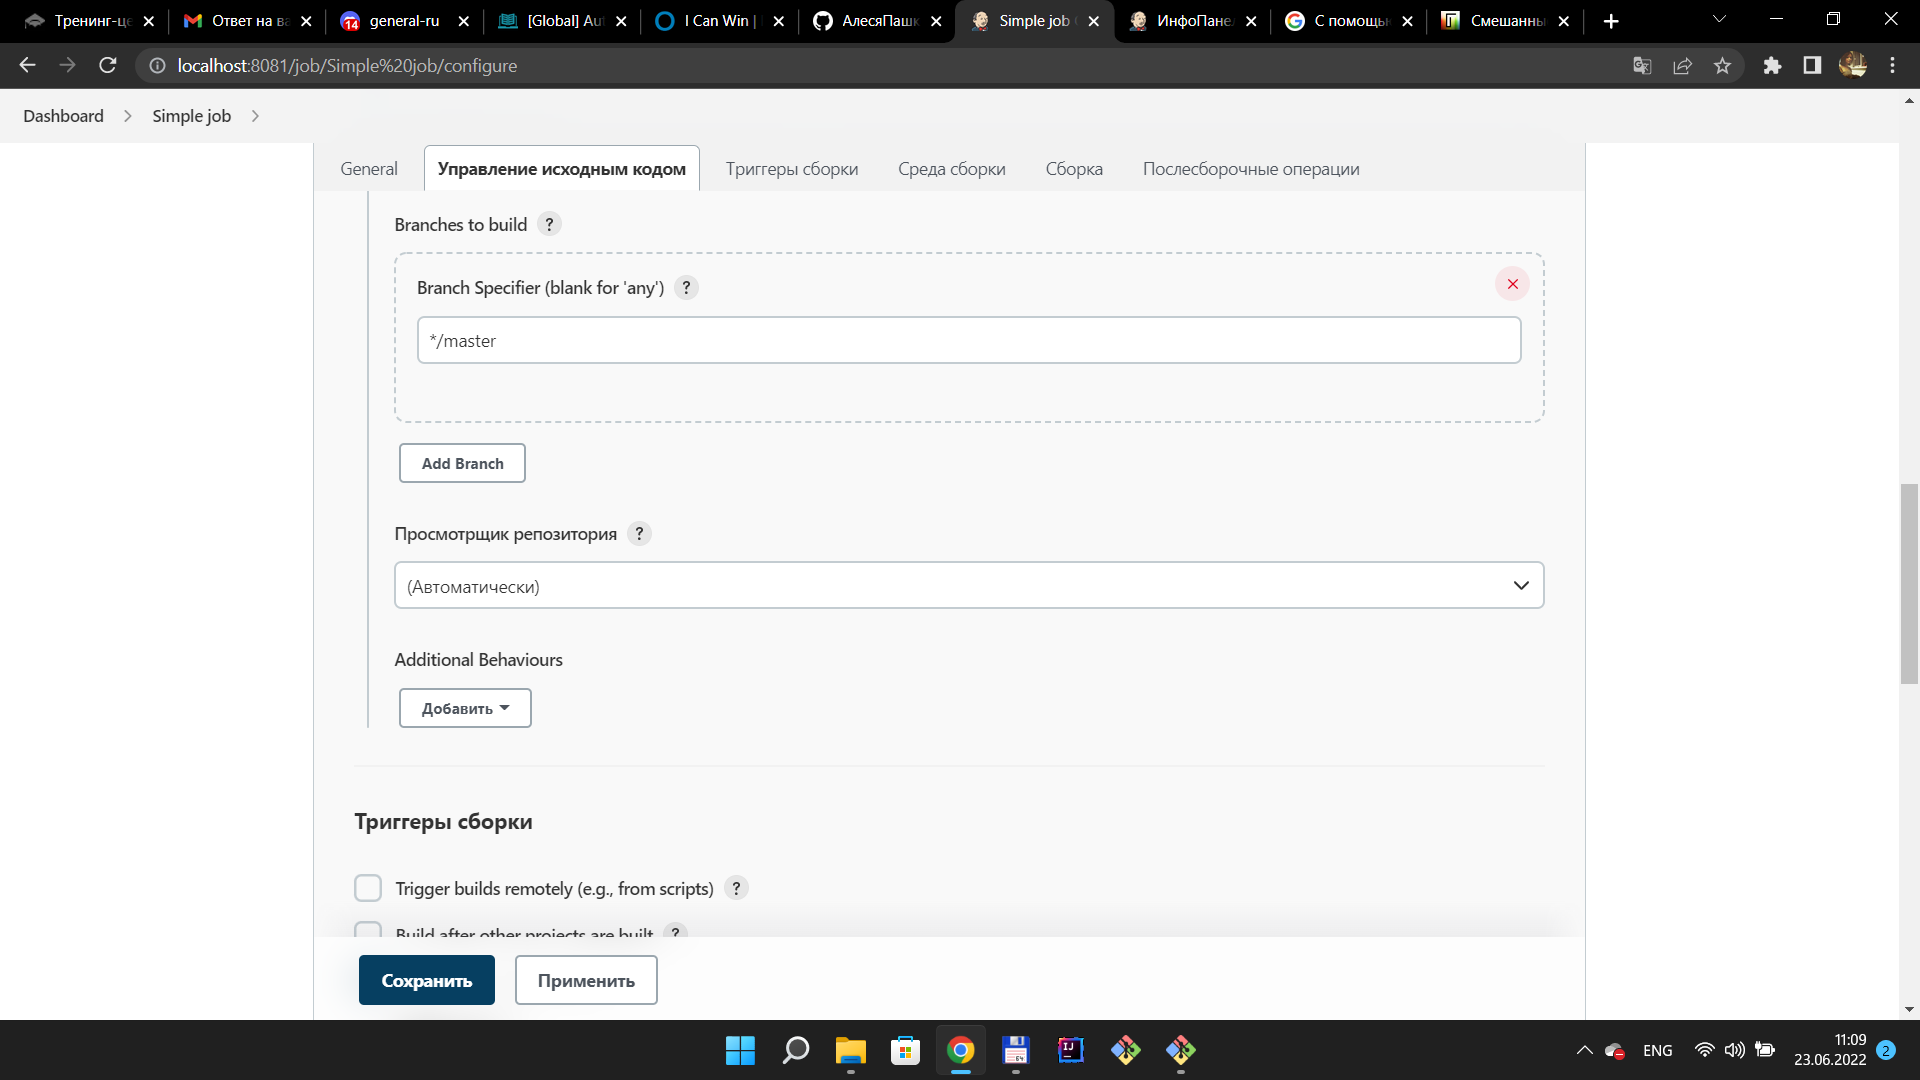 Тренинг-це
Ответ на ва
14
general-ru
[Global] Au
I Can Win |
АлесяПашк
Simple job
ИнфоПане
С помощью
Смешанны
localhost:8081/job/Simple%20job/configure
Dashboard
Simple job
General
Управление исходным кодом
Триггеры сборки
Среда сборки
Сборка
Послесборочные операции
Branches to build ?
Branch Specifier (blank for 'any') ?
*/master
Add Branch
Просмотрщик репозитория ?
(Автоматически)
Additional Behaviours
Добавить
Триггеры сборки
Trigger builds remotely (e.g., from scripts) ?
Build after other projects are built ?
Сохранить
Применить
ENG
11:09
23.06.2022
2